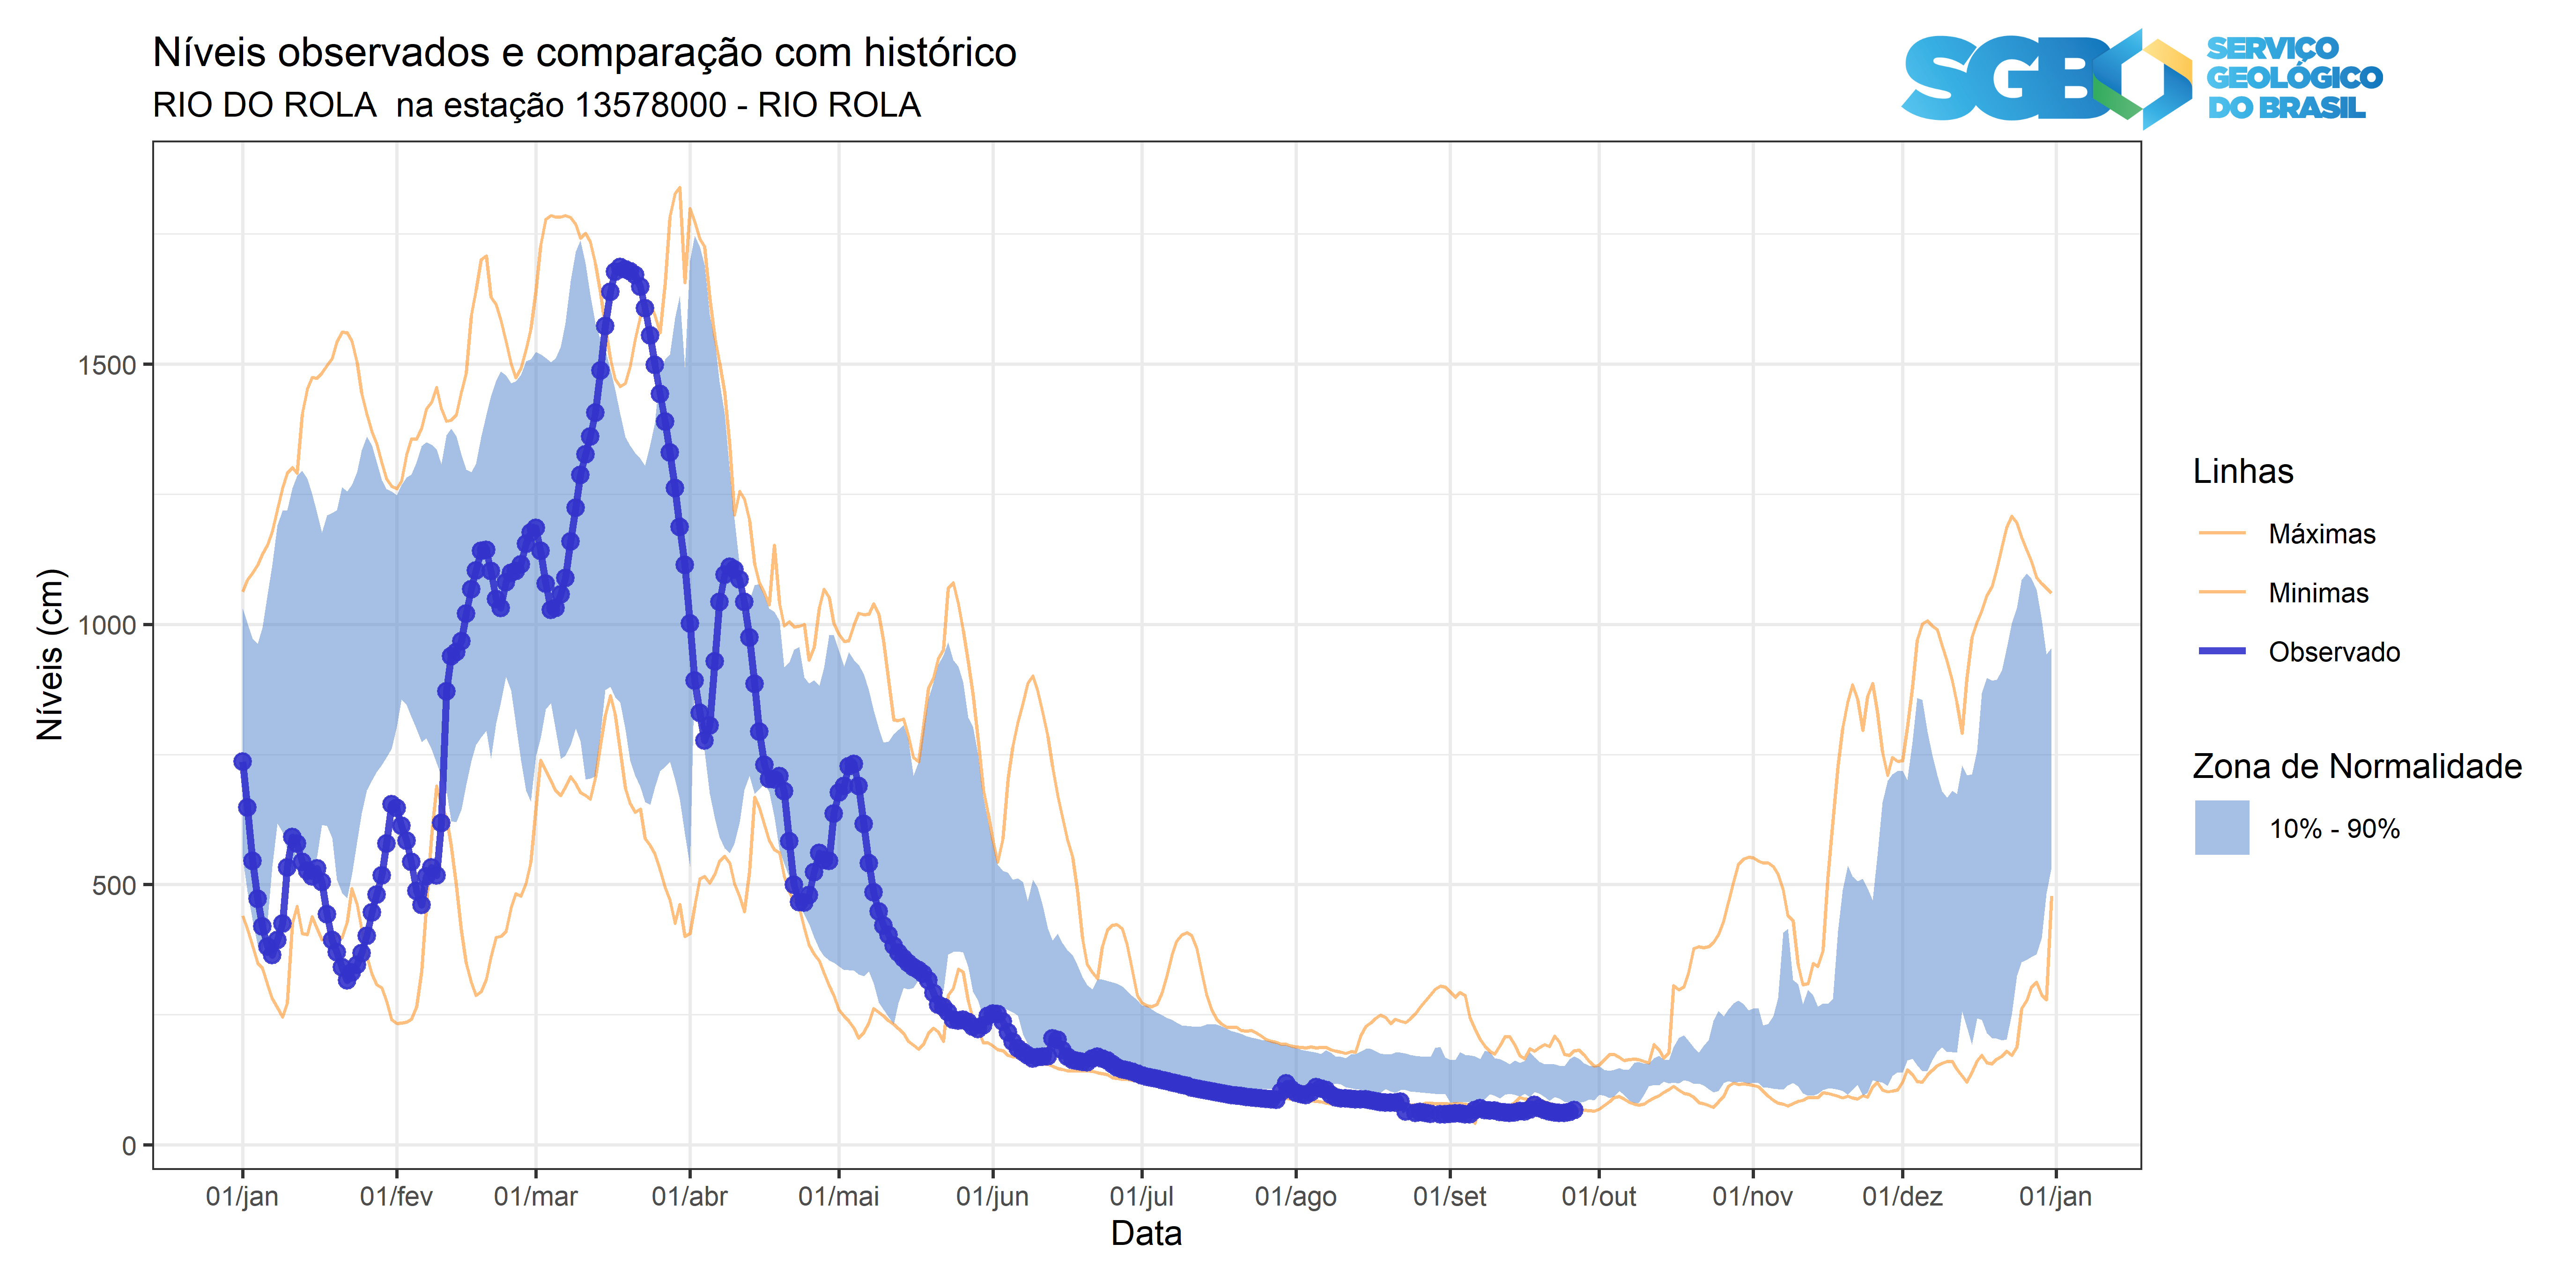 Níveis observados e comparação com histórico
RIO DO ROLA  na estação 13578000 - RIO ROLA
SGB
SERVIÇO
GEOLÓGICO
DO BRASIL
Níveis (cm)
1500
1000
500
0
01/jan
01/fev
01/mar
01/abr
01/mai
01/jun
01/jul
01/ago
01/set
01/out
01/nov
01/dez
01/jan
Data
Linhas
Máximas
Minimas
Observado
Zona de Normalidade
10% - 90%